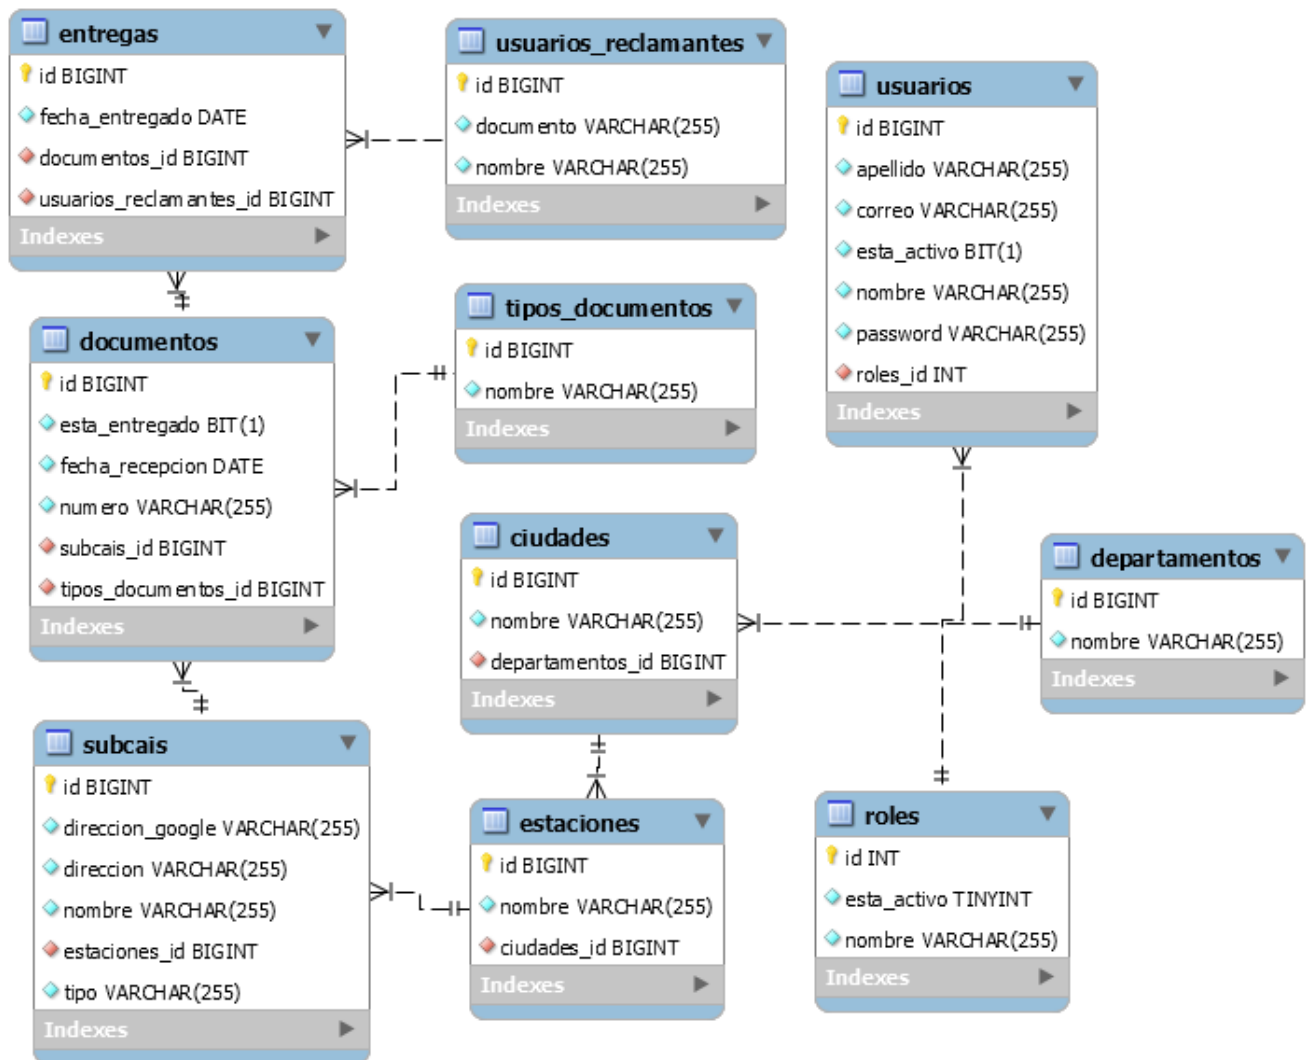 entregas
id BIGINT
fecha_entregado DATE
documentos_id BIGINT
usuarios_reclamantes_id BIGINT
Indexes
usuarios_reclamantes
id BIGINT
documento VARCHAR(255)
nombre VARCHAR(255)
Indexes
usuarios
id BIGINT
apellido VARCHAR(255)
correo VARCHAR(255)
esta_activo BIT(1)
nombre VARCHAR(255)
password VARCHAR(255)
roles_id INT
Indexes
documentos
id BIGINT
esta_entregado BIT(1)
fecha_recepcion DATE
numero VARCHAR(255)
subcais_id BIGINT
tipos_documentos_id BIGINT
Indexes
tipos_documentos
id BIGINT
nombre VARCHAR(255)
Indexes
ciudades
id BIGINT
nombre VARCHAR(255)
departamentos_id BIGINT
Indexes
departamentos
id BIGINT
nombre VARCHAR(255)
Indexes
subcais
id BIGINT
direccion_google VARCHAR(255)
direccion VARCHAR(255)
nombre VARCHAR(255)
estaciones_id BIGINT
tipo VARCHAR(255)
Indexes
estaciones
id BIGINT
nombre VARCHAR(255)
ciudades_id BIGINT
Indexes
roles
id INT
esta_activo TINYINT
nombre VARCHAR(255)
Indexes